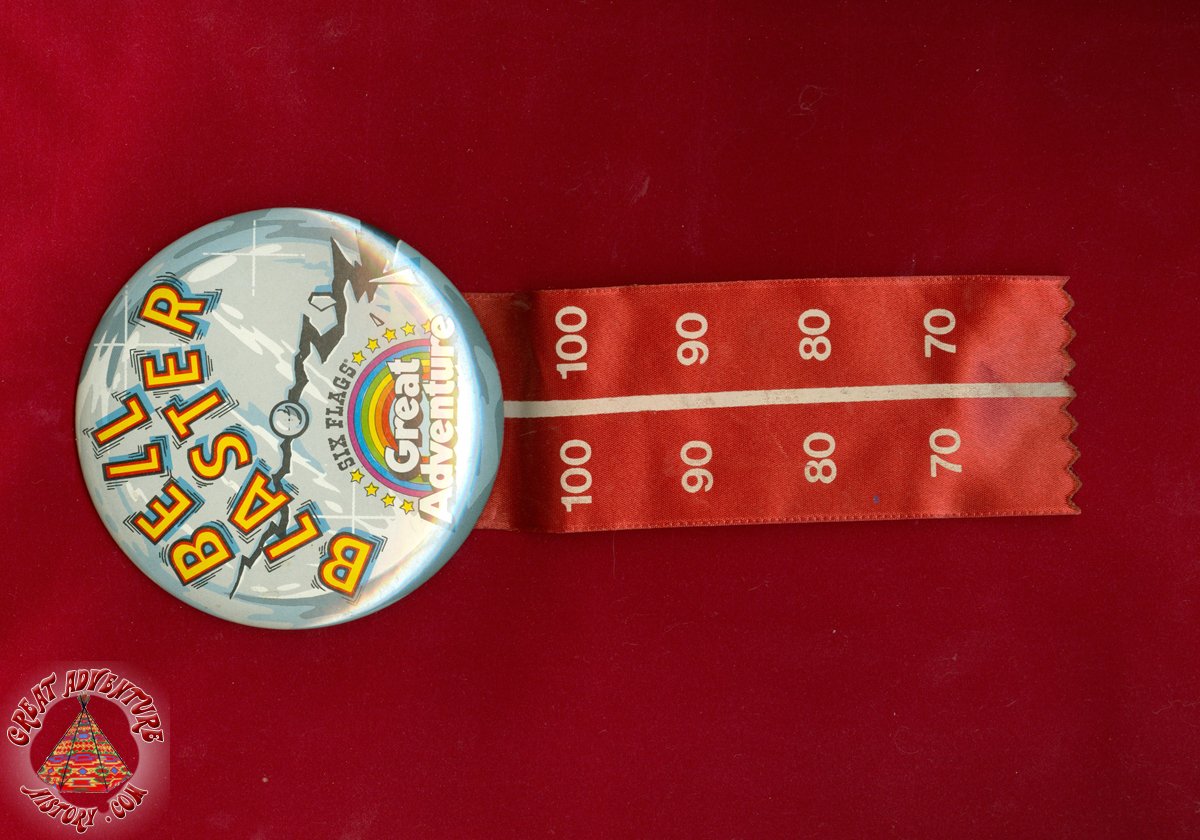 BELL
BLASTER
SIX FLAGS®
Great
Adventure
100 100
90 90
80 80
70 70
GREAT ADVENTURE
HISTORY.COM